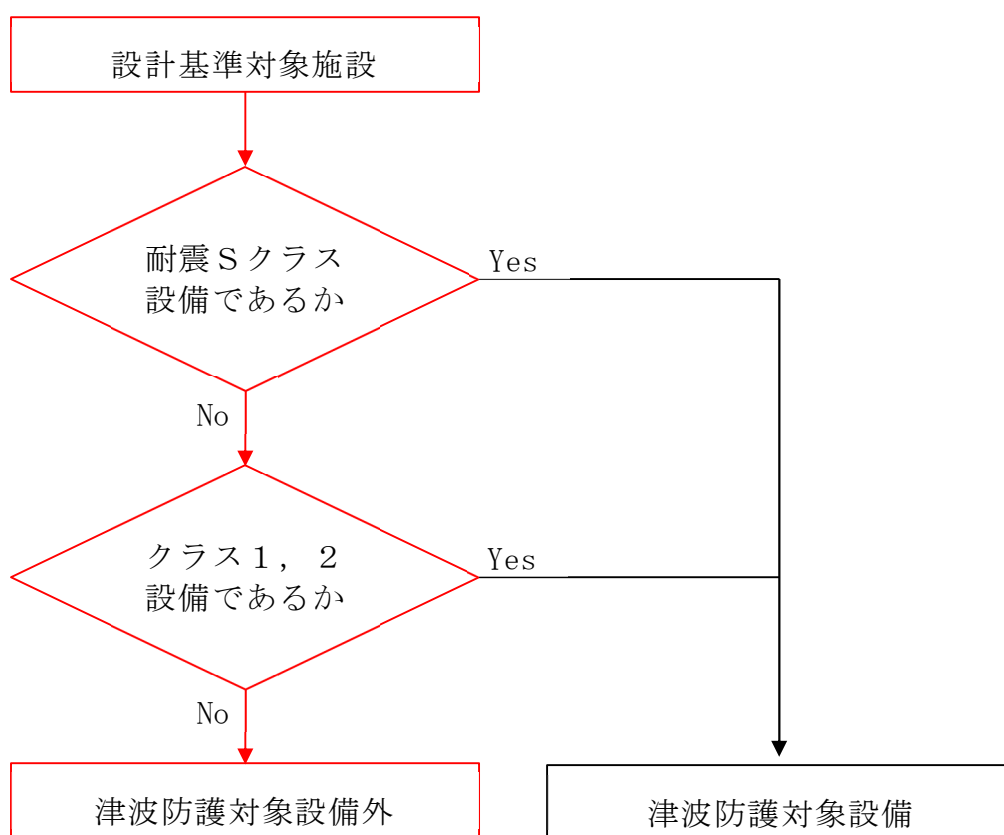 設計基準対象施設
耐震Ｓクラス
設備であるか
Yes
No
クラス１，２
設備であるか
Yes
No
津波防護対象設備外
津波防護対象設備